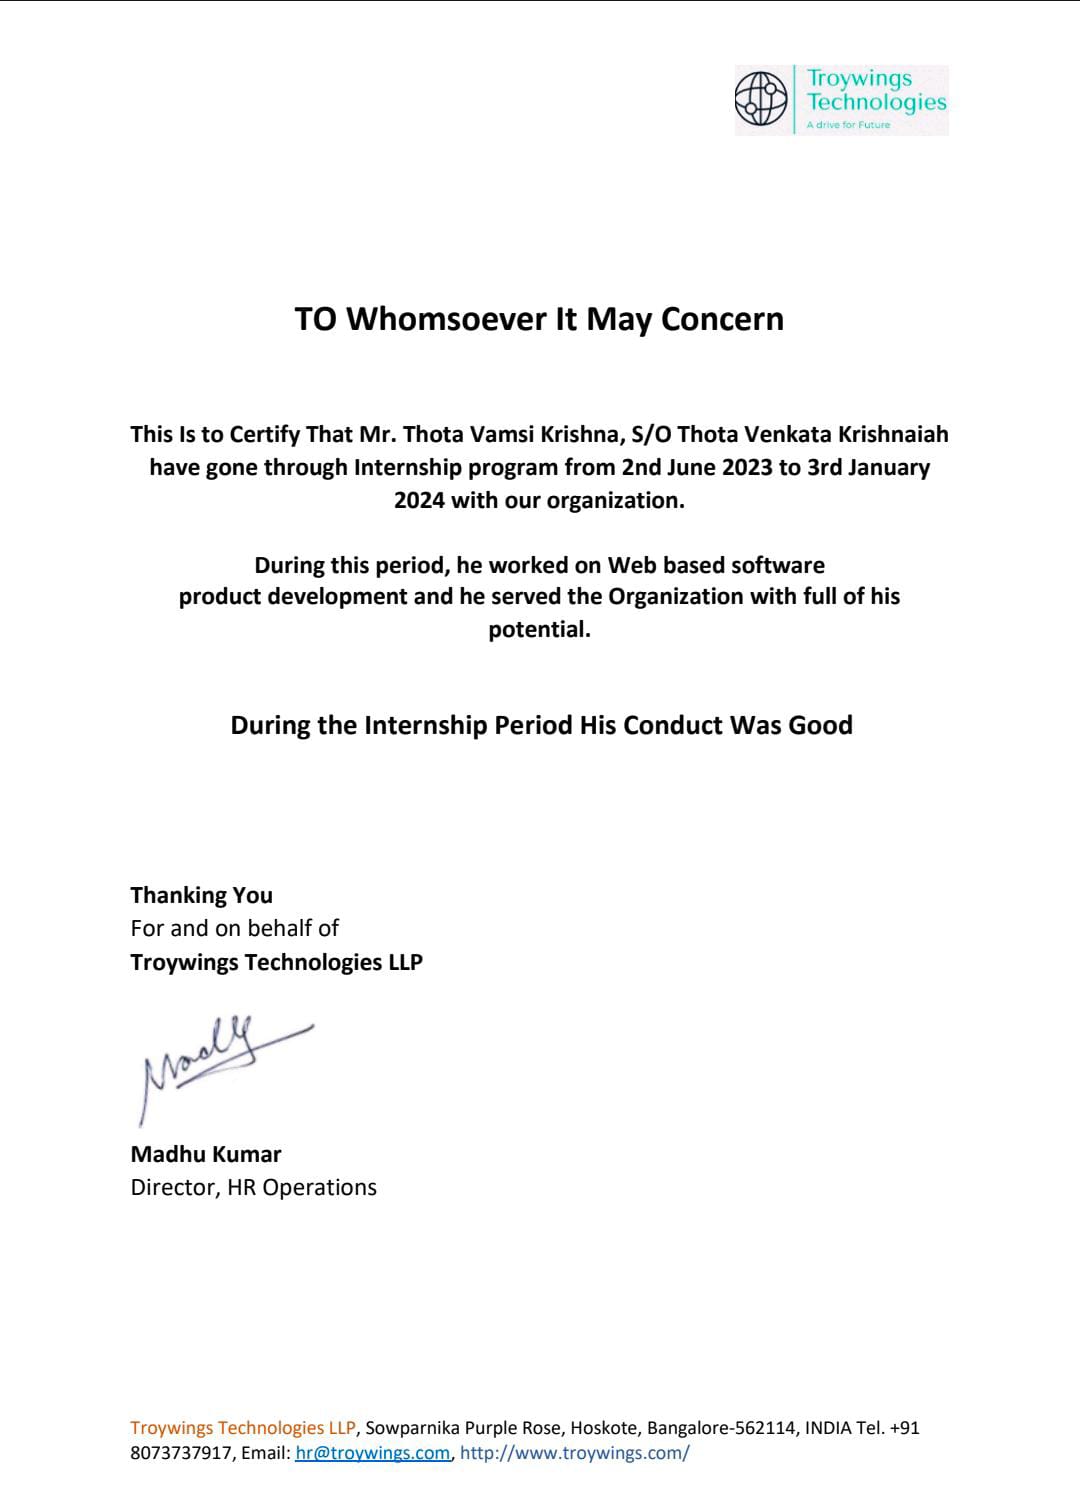 Troywings
Technologies
A drive for Future
TO Whomsoever It May Concern
This Is to Certify That Mr. Thota Vamsi Krishna, S/O Thota Venkata Krishnaiah
have gone through Internship program from 2nd June 2023 to 3rd January
2024 with our organization.
During this period, he worked on Web based software
product development and he served the Organization with full of his
potential.
During the Internship Period His Conduct Was Good
Thanking You
For and on behalf of
Troywings Technologies LLP
Madhu Kumar
Director, HR Operations
Troywings Technologies LLP, Sowparnika Purple Rose, Hoskote, Bangalore-562114, INDIA Tel. +91
8073737917, Email: hr@troywings.com, http://www.troywings.com/